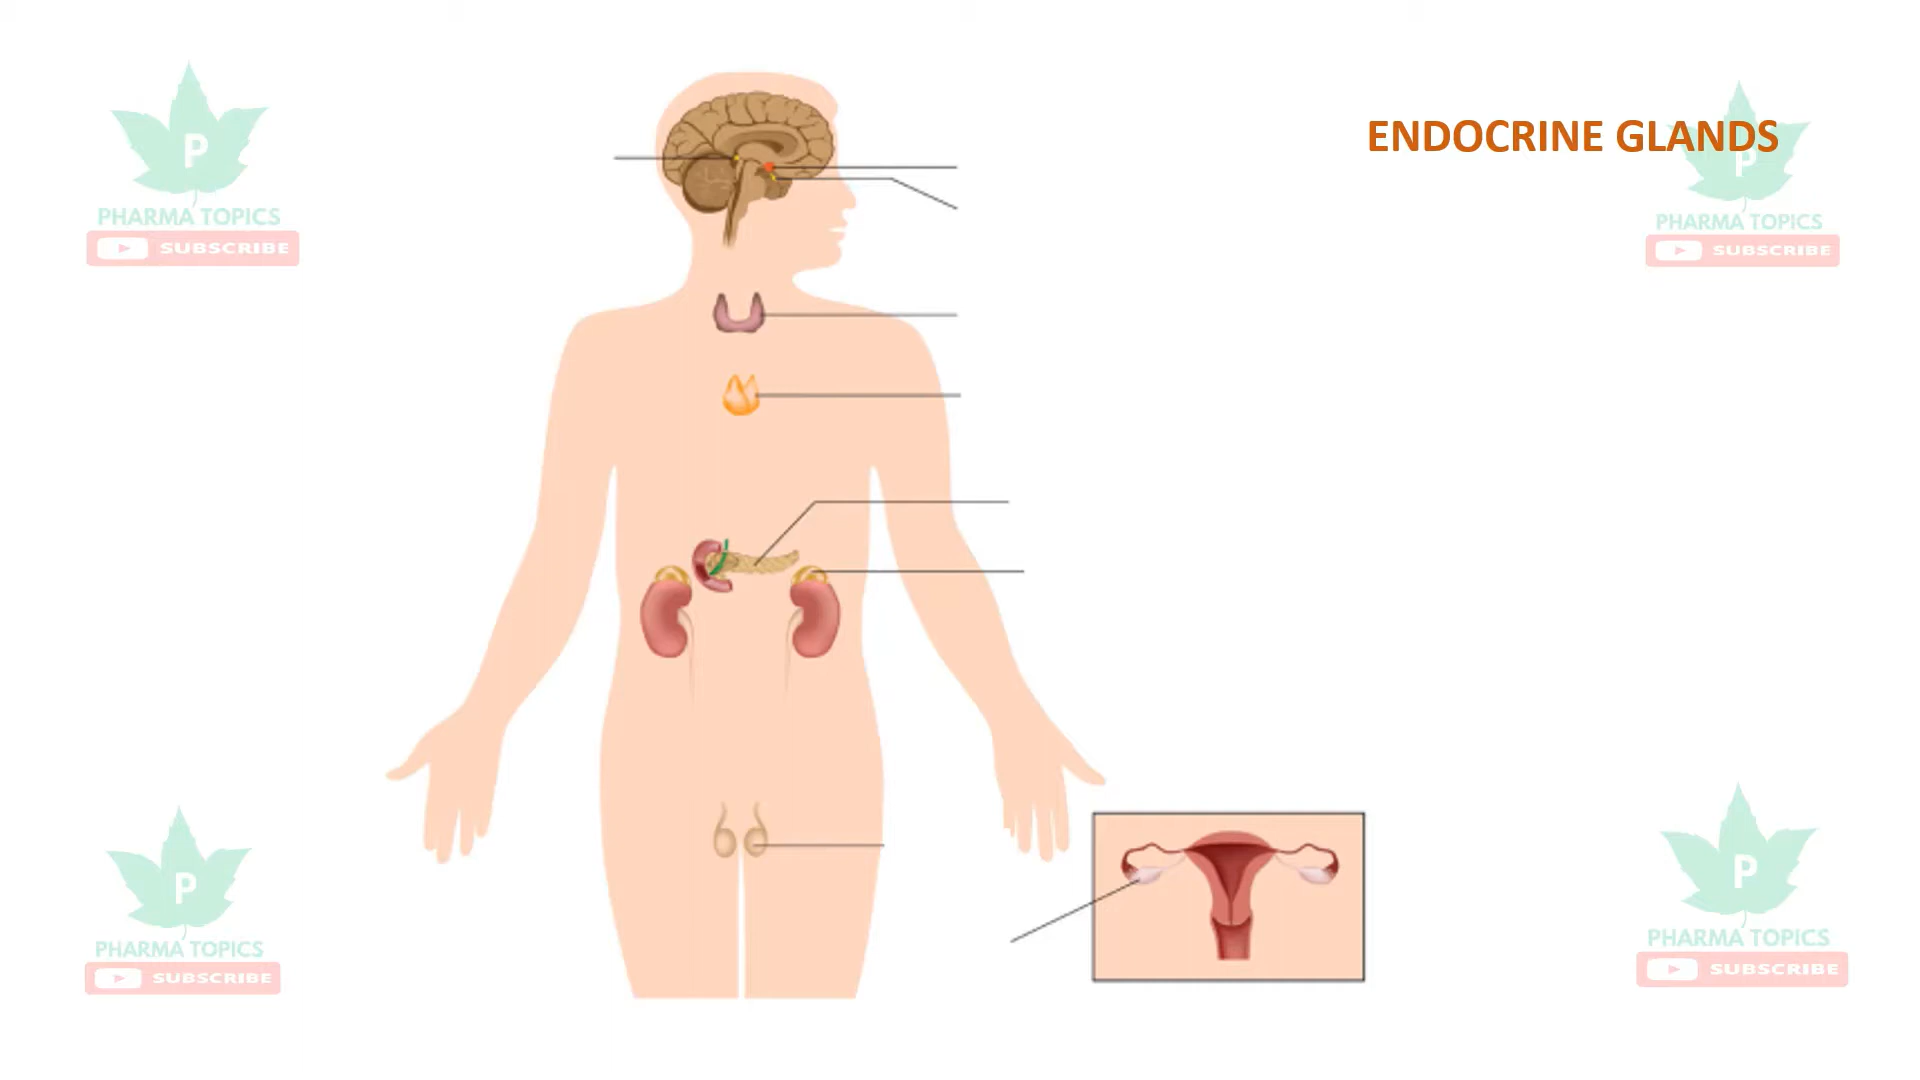 ENDOCRINE GLANDS
P
PHARMA TOPICS
SUBSCRIBE
P
PHARMA TOPICS
SUBSCRIBE
P
PHARMA TOPICS
SUBSCRIBE
P
PHARMA TOPICS
SUBSCRIBE